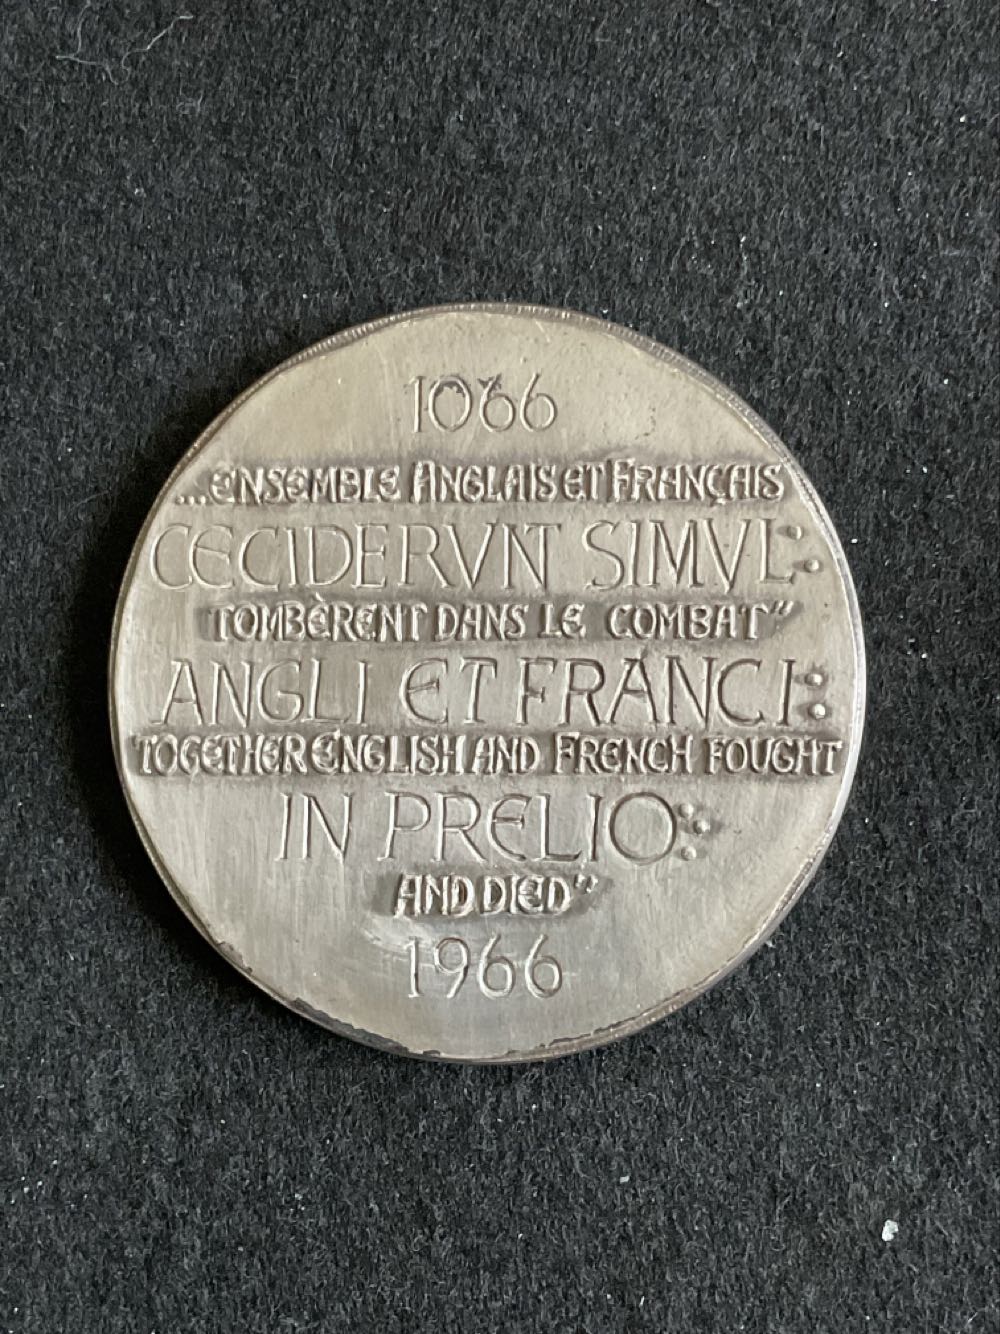 1066
...ENSEMBLE ANGLAIS ET FRANÇAIS
CECIDERVNT SIMVL:
TOMBÈRENT DANS LE COMBAT"
ANGLI ET FRANCI:
TOGETHER ENGLISH AND FRENCH FOUGHT
IN PRELIO:
AND DIED"
1966